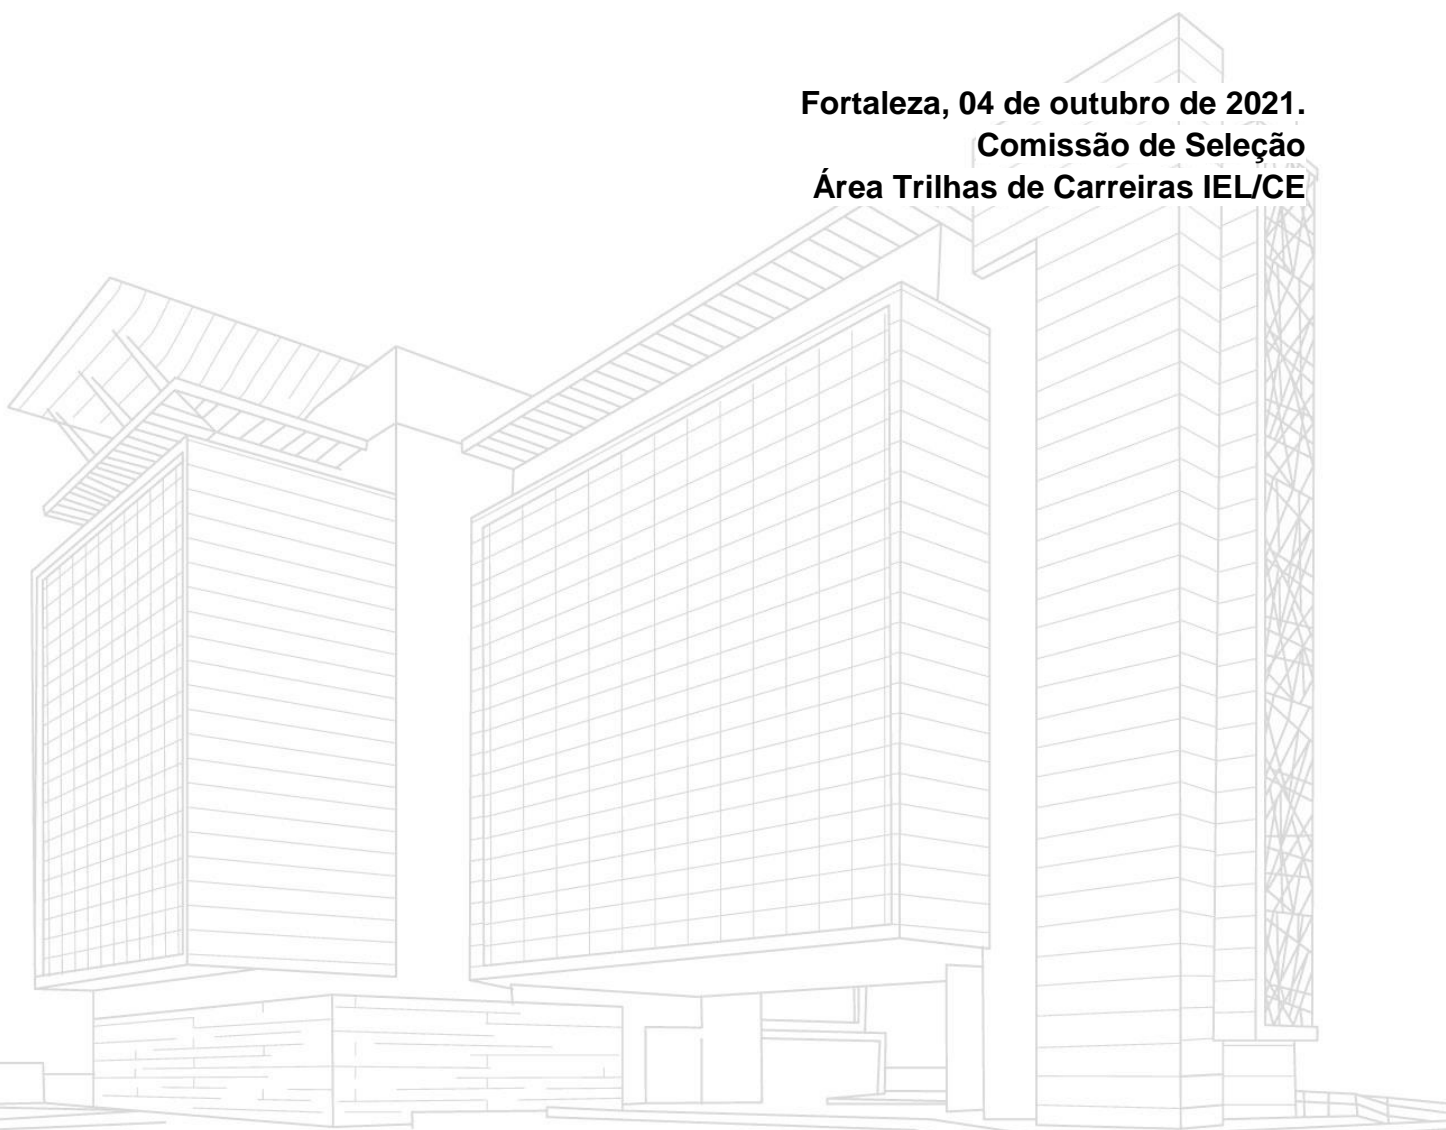 Fortaleza, 04 de outubro de 2021.
Comissão de Seleção
Área Trilhas de Carreiras IEL/CE